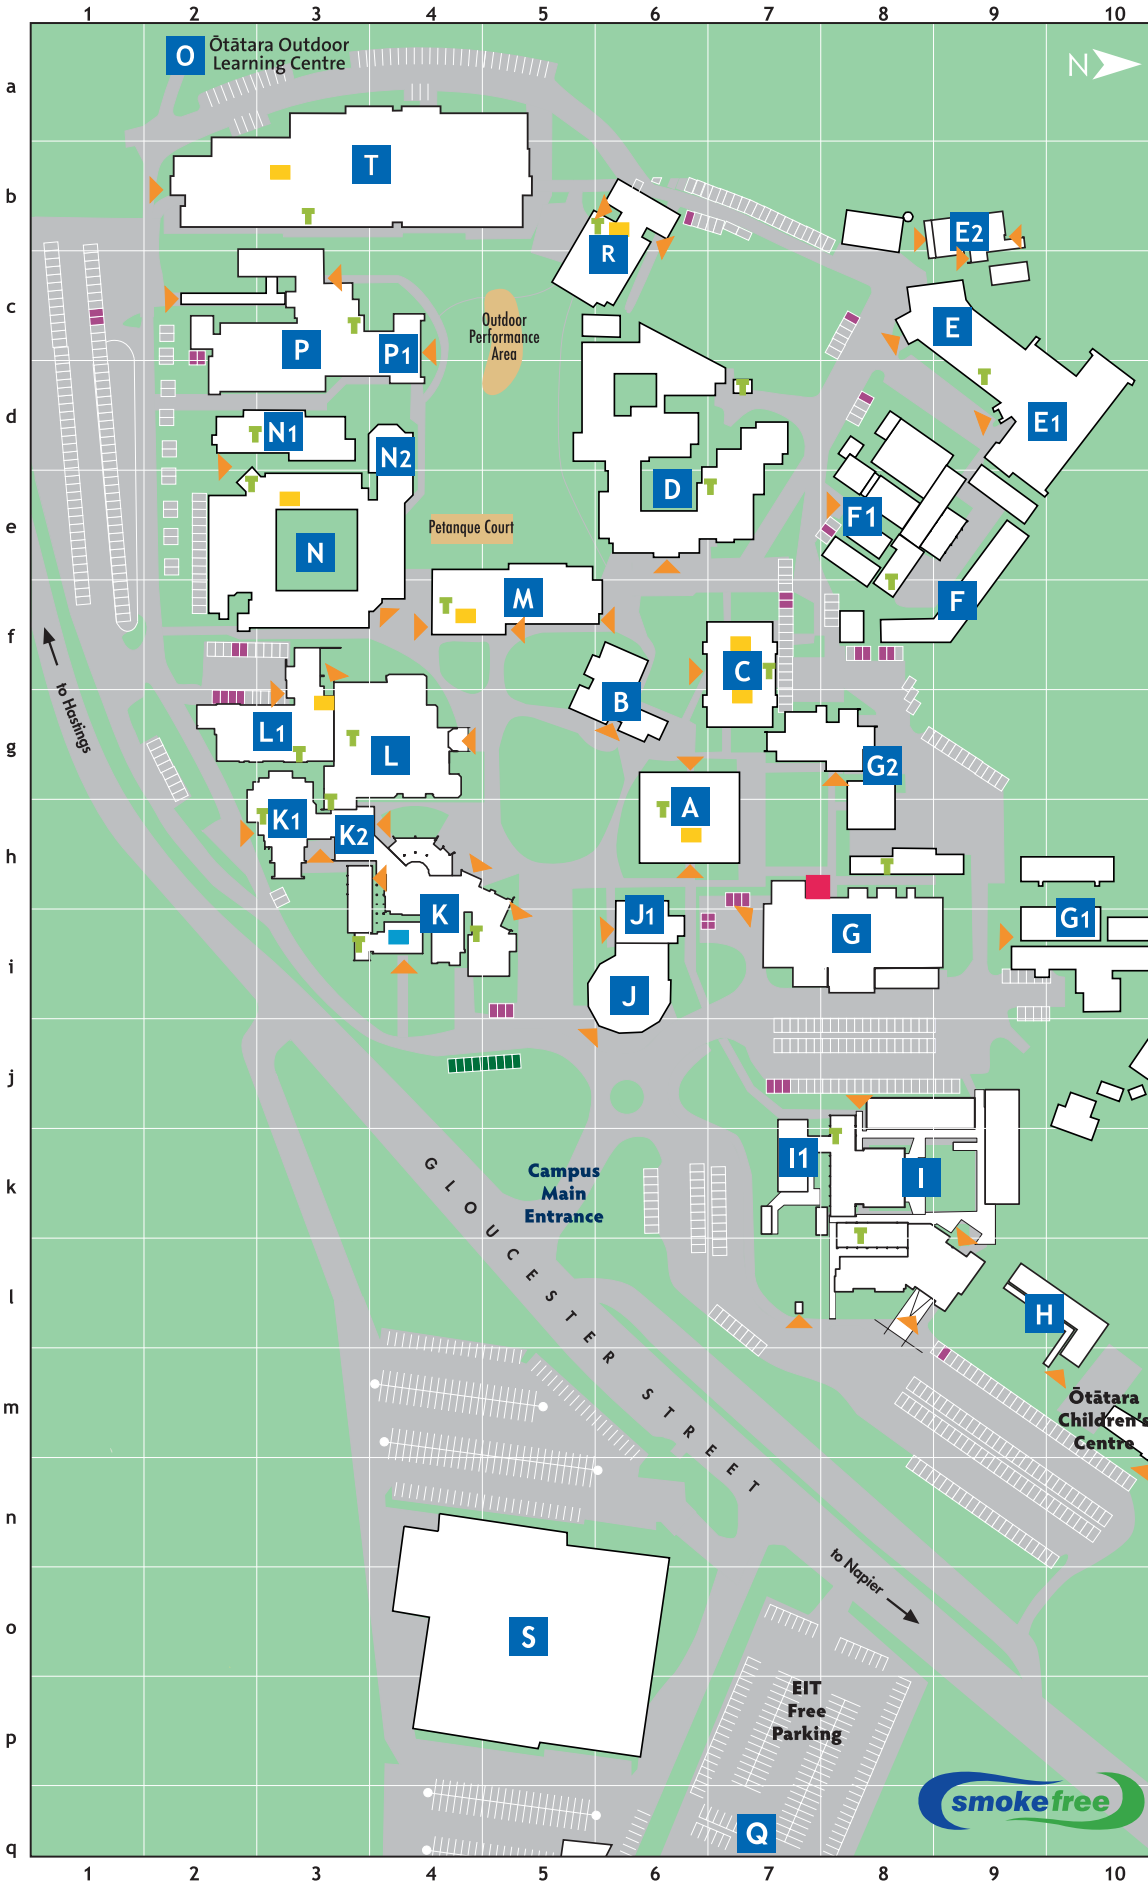 1 2 3 4 5 6 7 8 9 10
O Ōtātara Outdoor
Learning Centre
N
a
T
b
R
E2
c
E
Outdoor
Performance
Area
P
P1
d
N1
N2
E1
D
e
F1
Petanque Court
N
M
F
f
C
B
to Hastings
g
L1
L
G2
A
K1
K2
h
K
J1
G
G1
i
J
j
I1
I
k
Campus
Main
Entrance
GLOUCESTER STREET
l
H
m
Ōtātara
Children's
Centre
n
to Napier
o
S
EIT
Free
Parking
p
smokefree
Q
q
1 2 3 4 5 6 7 8 9 10